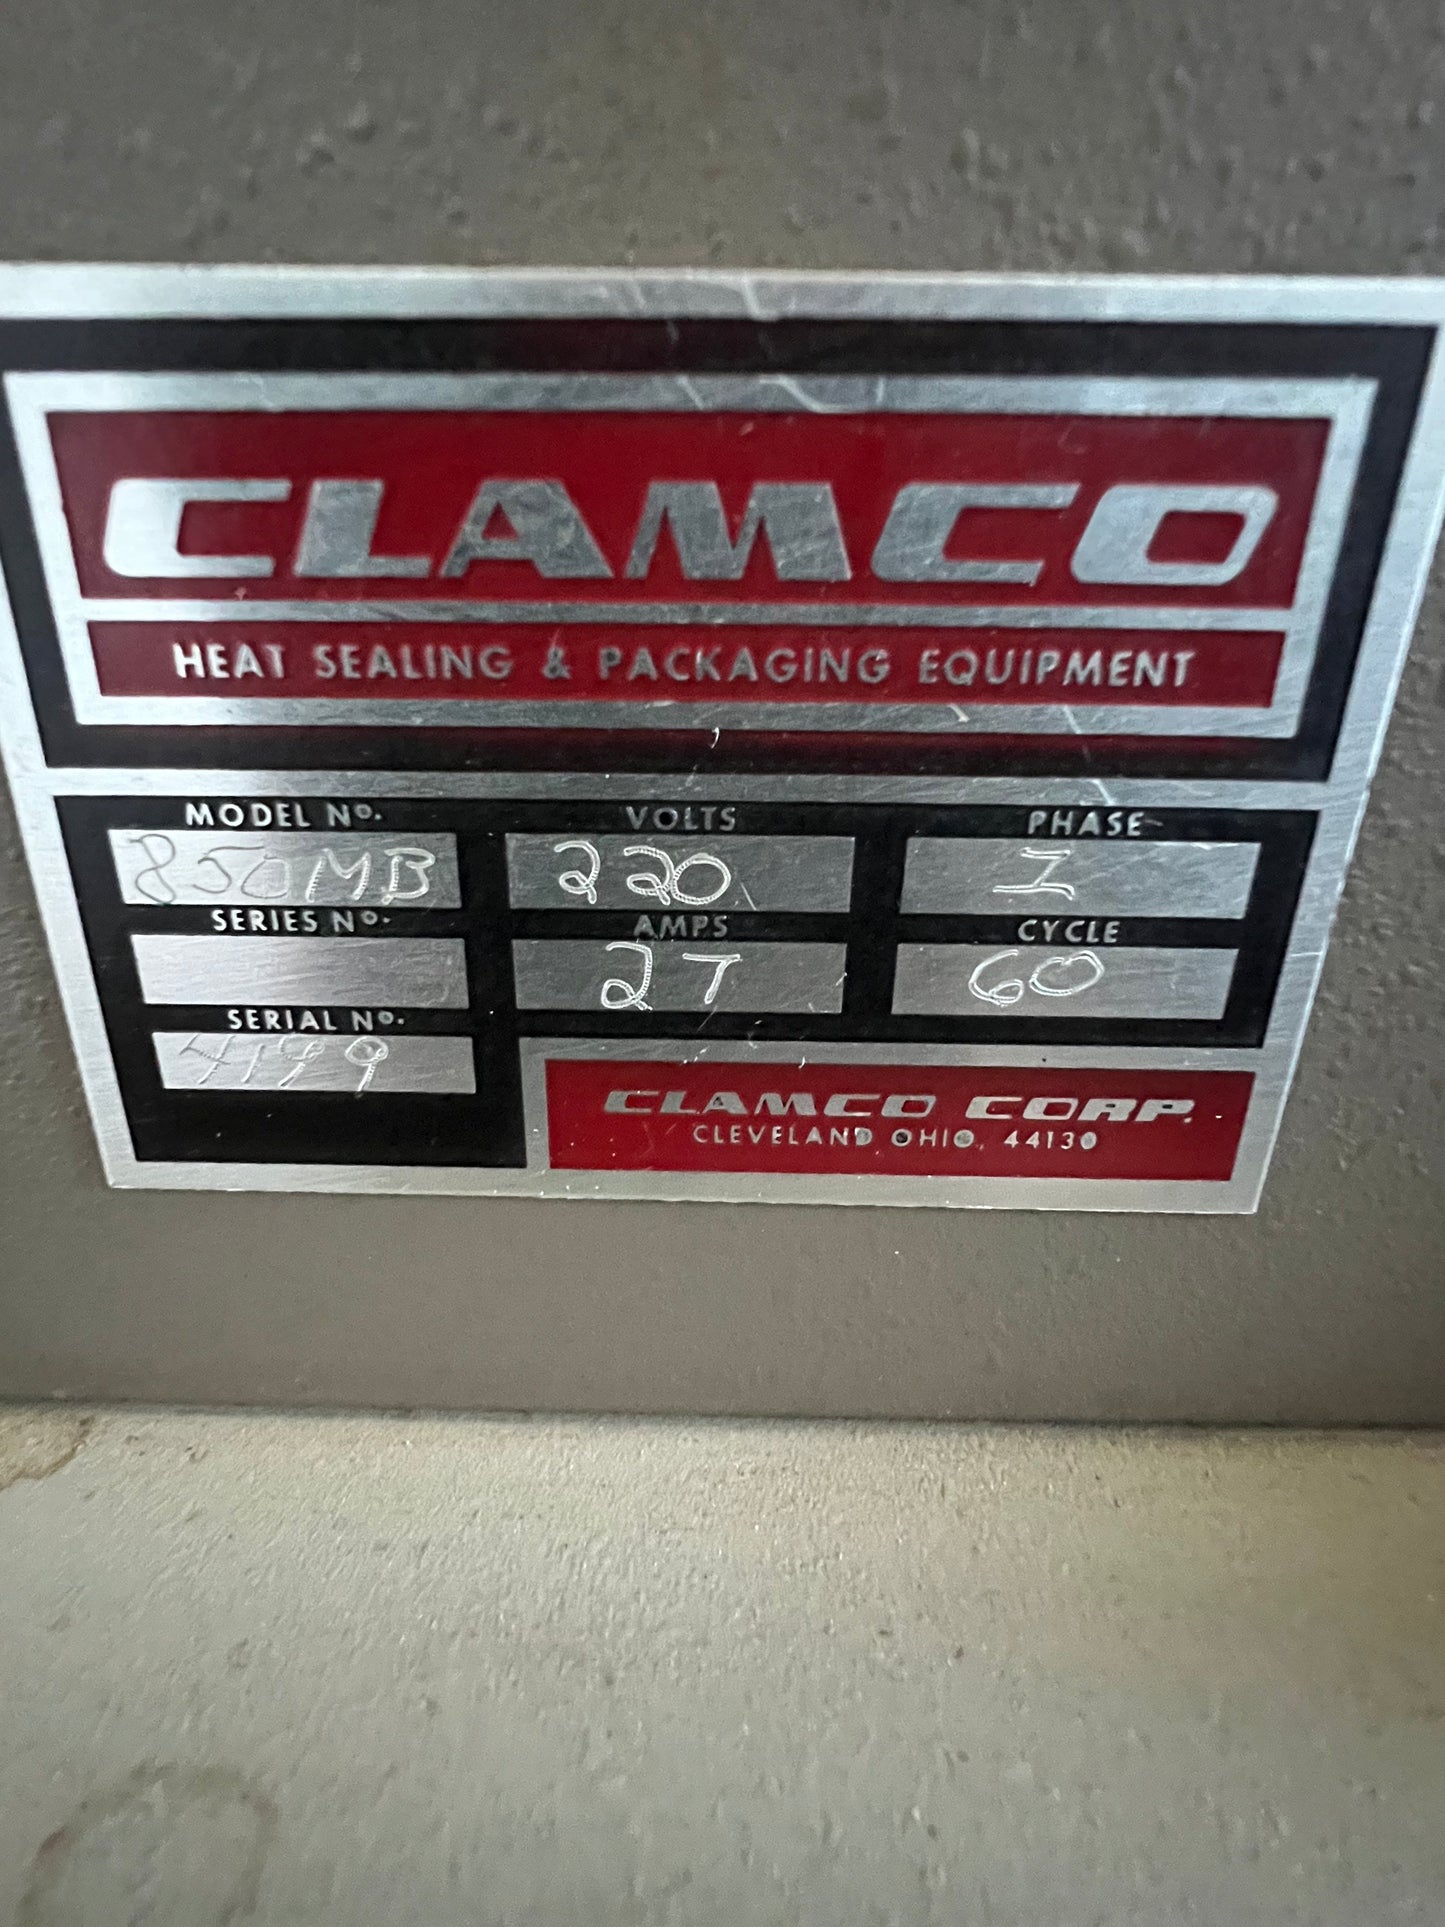 CLAMCO
HEAT SEALING & PACKAGING EQUIPMENT
MODEL No. VOLTS PHASE
850MB 220 I
SERIES No. AMPS CYCLE
27 60
SERIAL No.
4199
CLAMCO CORP.
CLEVELAND OHIO, 44130